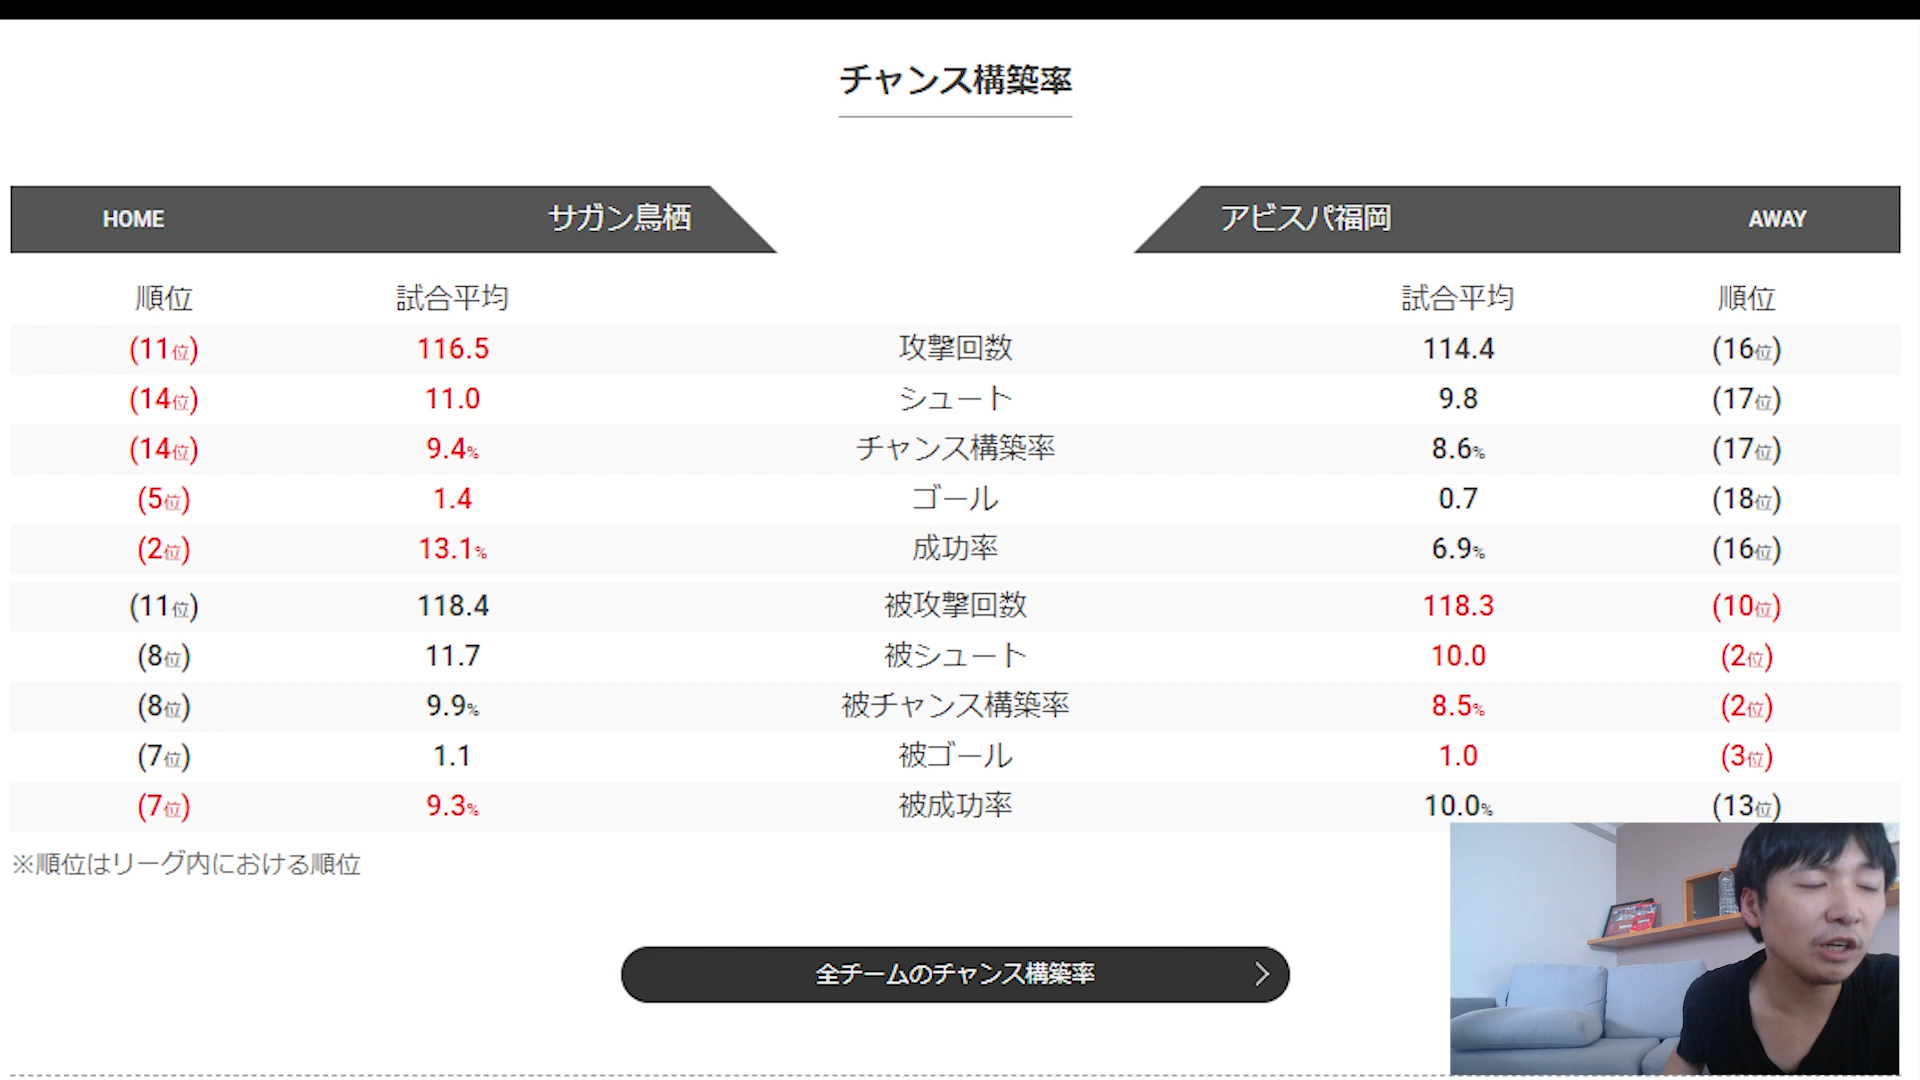 チャンス構築率
HOME サガン鳥栖 アビスパ福岡 AWAY
順位 試合平均 試合平均 順位
(11位) 116.5 攻撃回数 114.4 (16位)
(14位) 11.0 シュート 9.8 (17位)
(14位) 9.4% チャンス構築率 8.6% (17位)
(5位) 1.4 ゴール 0.7 (18位)
(2位) 13.1% 成功率 6.9% (16位)
(11位) 118.4 被攻撃回数 118.3 (10位)
(8位) 11.7 被シュート 10.0 (2位)
(8位) 9.9% 被チャンス構築率 8.5% (2位)
(7位) 1.1 被ゴール 1.0 (3位)
(7位) 9.3% 被成功率 10.0% (13位)
※順位はリーグ内における順位
全チームのチャンス構築率